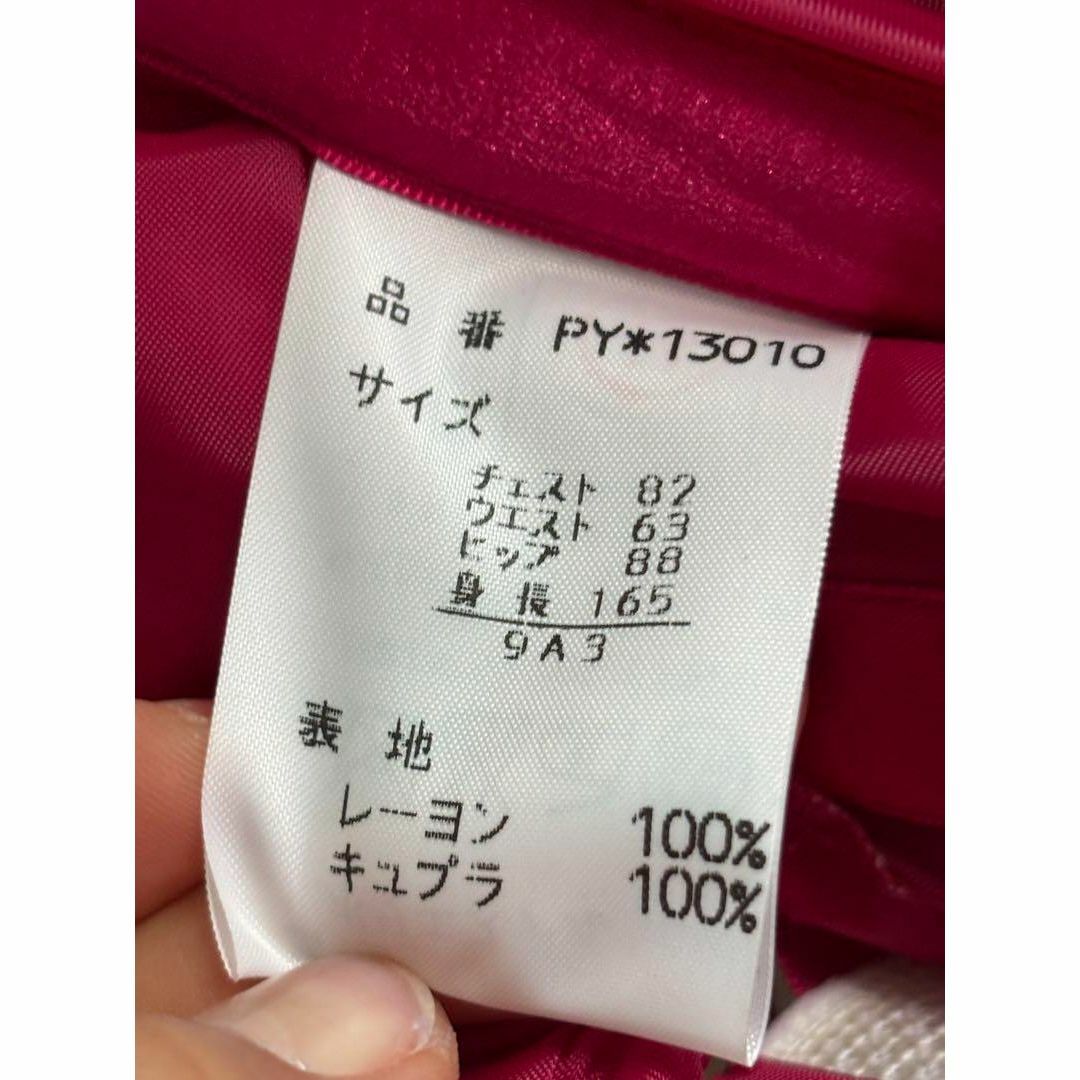 品 番 PY*13010
サイズ
チェスト 82
ウエスト 63
ヒップ 88
身 長 165
9A3
表 地
レーヨン 100%
キュプラ 100%